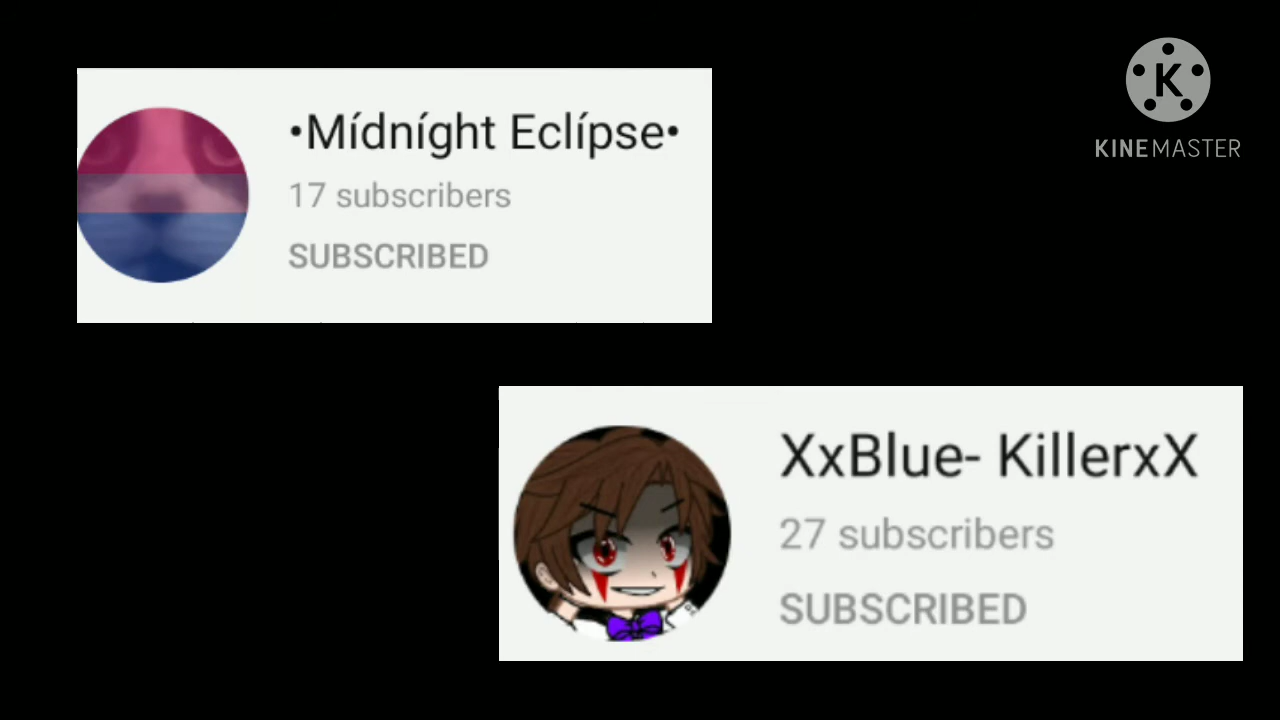 •Mídníght Eclípse•
17 subscribers
SUBSCRIBED
K
KINEMASTER
XxBlue- KillerxX
27 subscribers
SUBSCRIBED